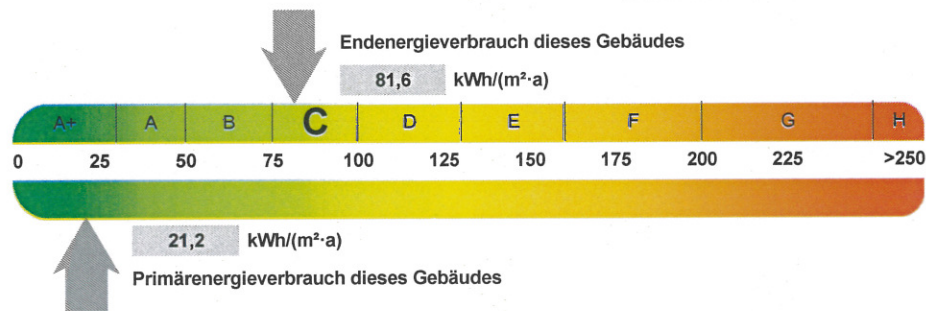 Endenergieverbrauch dieses Gebäudes
81,6 kWh/(m²·a)
A+ A B C D E F G H
0 25 50 75 100 125 150 175 200 225 >250
21,2 kWh/(m²·a)
Primärenergieverbrauch dieses Gebäudes